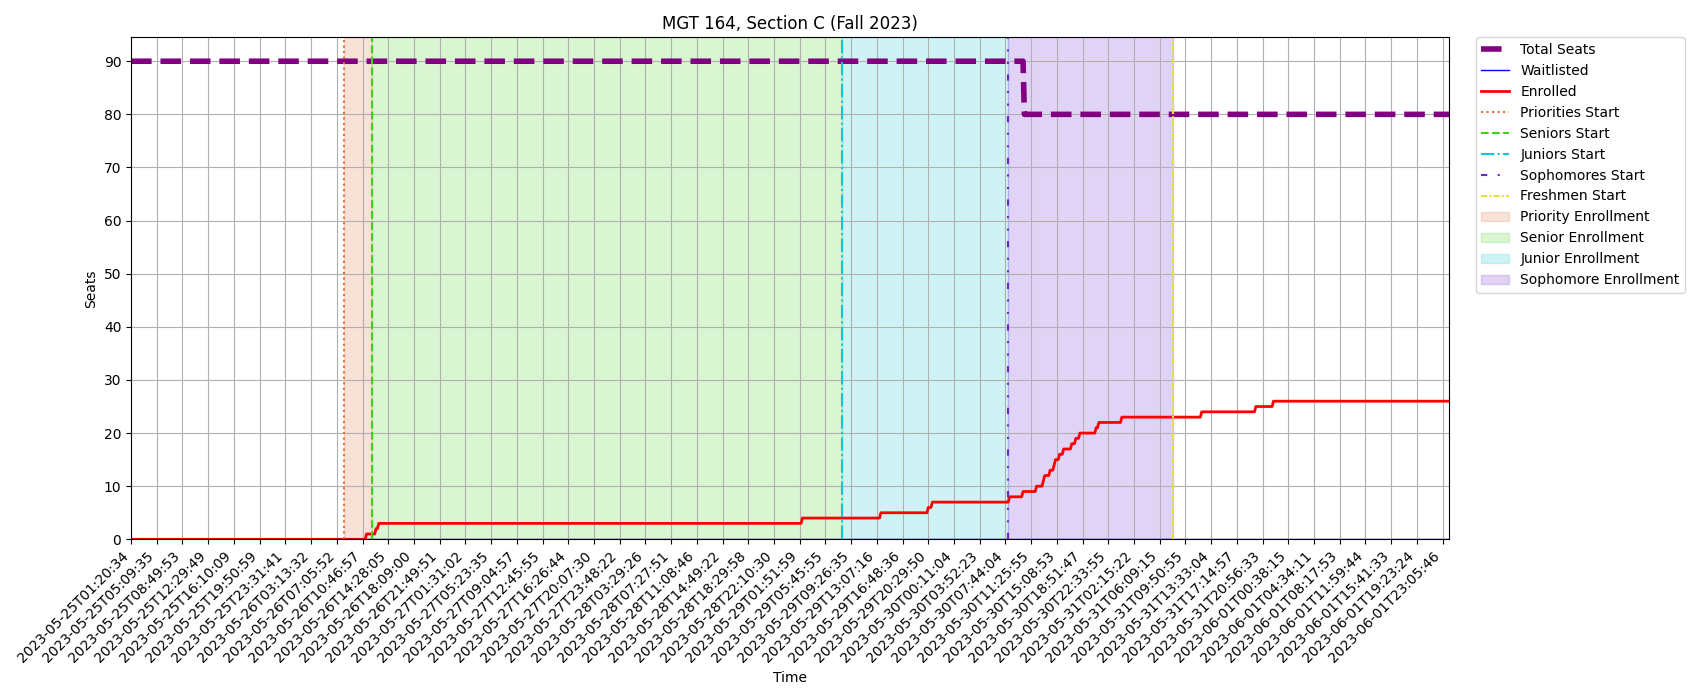 MGT 164, Section C (Fall 2023)
Seats
90
80
70
60
50
40
30
20
10
0
2023-05-25T01:20:34
2023-05-25T05:09:35
2023-05-25T08:49:53
2023-05-25T12:29:49
2023-05-25T16:10:09
2023-05-25T19:50:59
2023-05-25T23:31:41
2023-05-26T03:13:32
2023-05-26T07:05:52
2023-05-26T10:46:57
2023-05-26T14:28:05
2023-05-26T18:09:00
2023-05-26T21:49:51
2023-05-27T01:31:02
2023-05-27T05:23:35
2023-05-27T09:04:57
2023-05-27T12:45:55
2023-05-27T16:26:44
2023-05-27T20:07:30
2023-05-27T23:48:22
2023-05-28T03:29:26
2023-05-28T07:27:51
2023-05-28T11:08:46
2023-05-28T14:49:22
2023-05-28T18:29:58
2023-05-28T22:10:30
2023-05-29T01:51:59
2023-05-29T05:45:55
2023-05-29T09:26:35
2023-05-29T13:07:16
2023-05-29T16:48:36
2023-05-29T20:29:50
2023-05-30T00:11:04
2023-05-30T03:52:23
2023-05-30T07:44:04
2023-05-30T11:25:55
2023-05-30T15:08:53
2023-05-30T18:51:47
2023-05-30T22:33:55
2023-05-31T02:15:22
2023-05-31T06:09:15
2023-05-31T09:50:55
2023-05-31T13:33:04
2023-05-31T17:14:57
2023-05-31T20:56:33
2023-06-01T00:38:15
2023-06-01T04:34:11
2023-06-01T08:17:53
2023-06-01T11:59:44
2023-06-01T15:41:33
2023-06-01T19:23:24
2023-06-01T23:05:46
Time
Total Seats
Waitlisted
Enrolled
Priorities Start
Seniors Start
Juniors Start
Sophomores Start
Freshmen Start
Priority Enrollment
Senior Enrollment
Junior Enrollment
Sophomore Enrollment